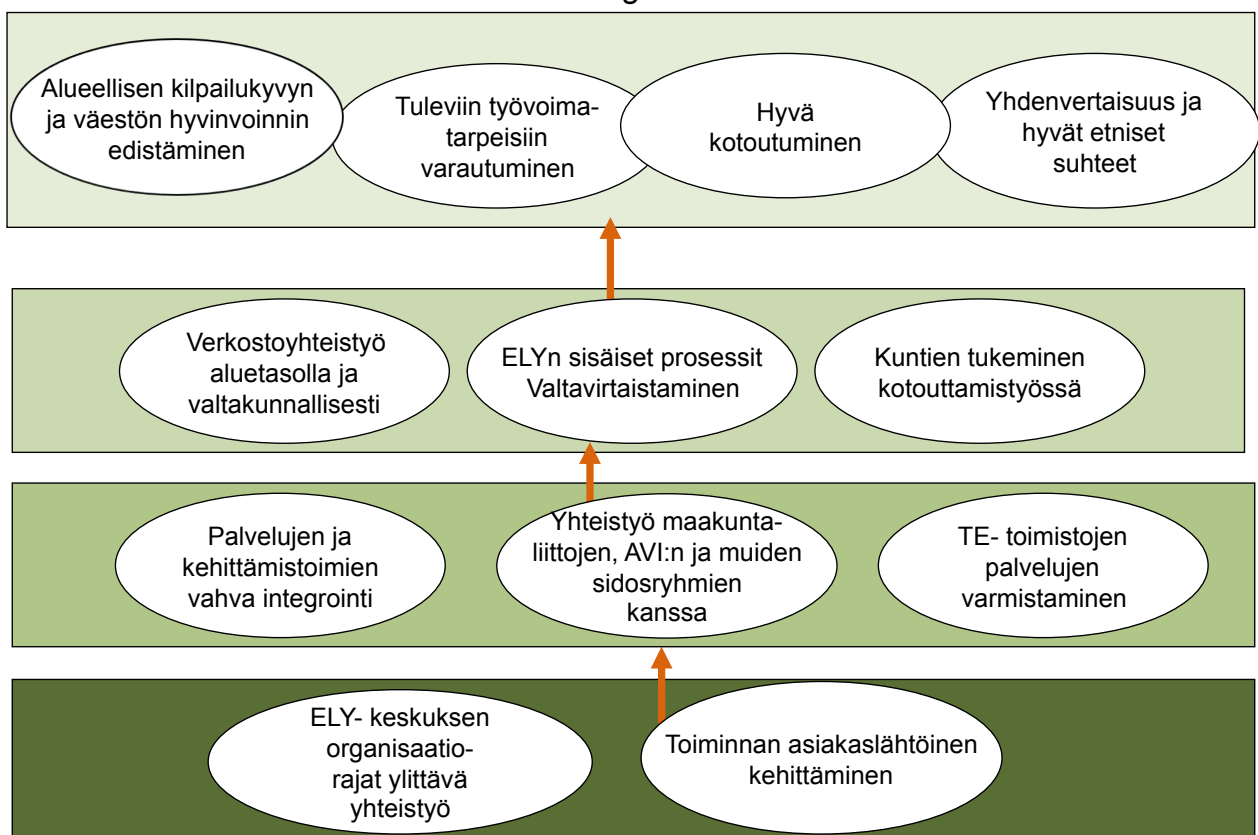 g
Alueellisen kilpailukyvyn
ja väestön hyvinvoinnin
edistäminen
Tuleviin työvoima-
tarpeisiin
varautuminen
Hyvä
kotoutuminen
Yhdenvertaisuus ja
hyvät etniset
suhteet
Verkostoyhteistyö
aluetasolla ja
valtakunnallisesti
ELYn sisäiset prosessit
Valtavirtaistaminen
Kuntien tukeminen
kotouttamistyössä
Palvelujen ja
kehittämistoimien
vahva integrointi
Yhteistyö maakunta-
liittojen, AVI:n ja muiden
sidosryhmien
kanssa
TE- toimistojen
palvelujen
varmistaminen
ELY- keskuksen
organisaatio-
rajat ylittävä
yhteistyö
Toiminnan asiakaslähtöinen
kehittäminen